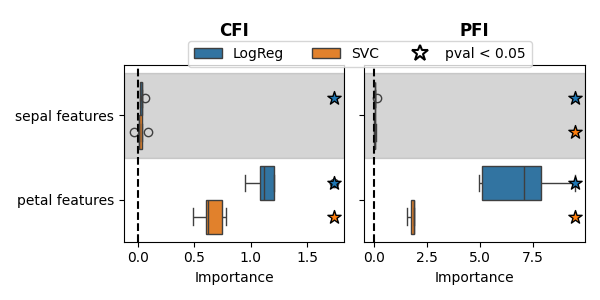 CFI PFI
LogReg SVC pval < 0.05
sepal features
petal features
0.0 0.5 1.0 1.5 0.0 2.5 5.0 7.5
Importance Importance